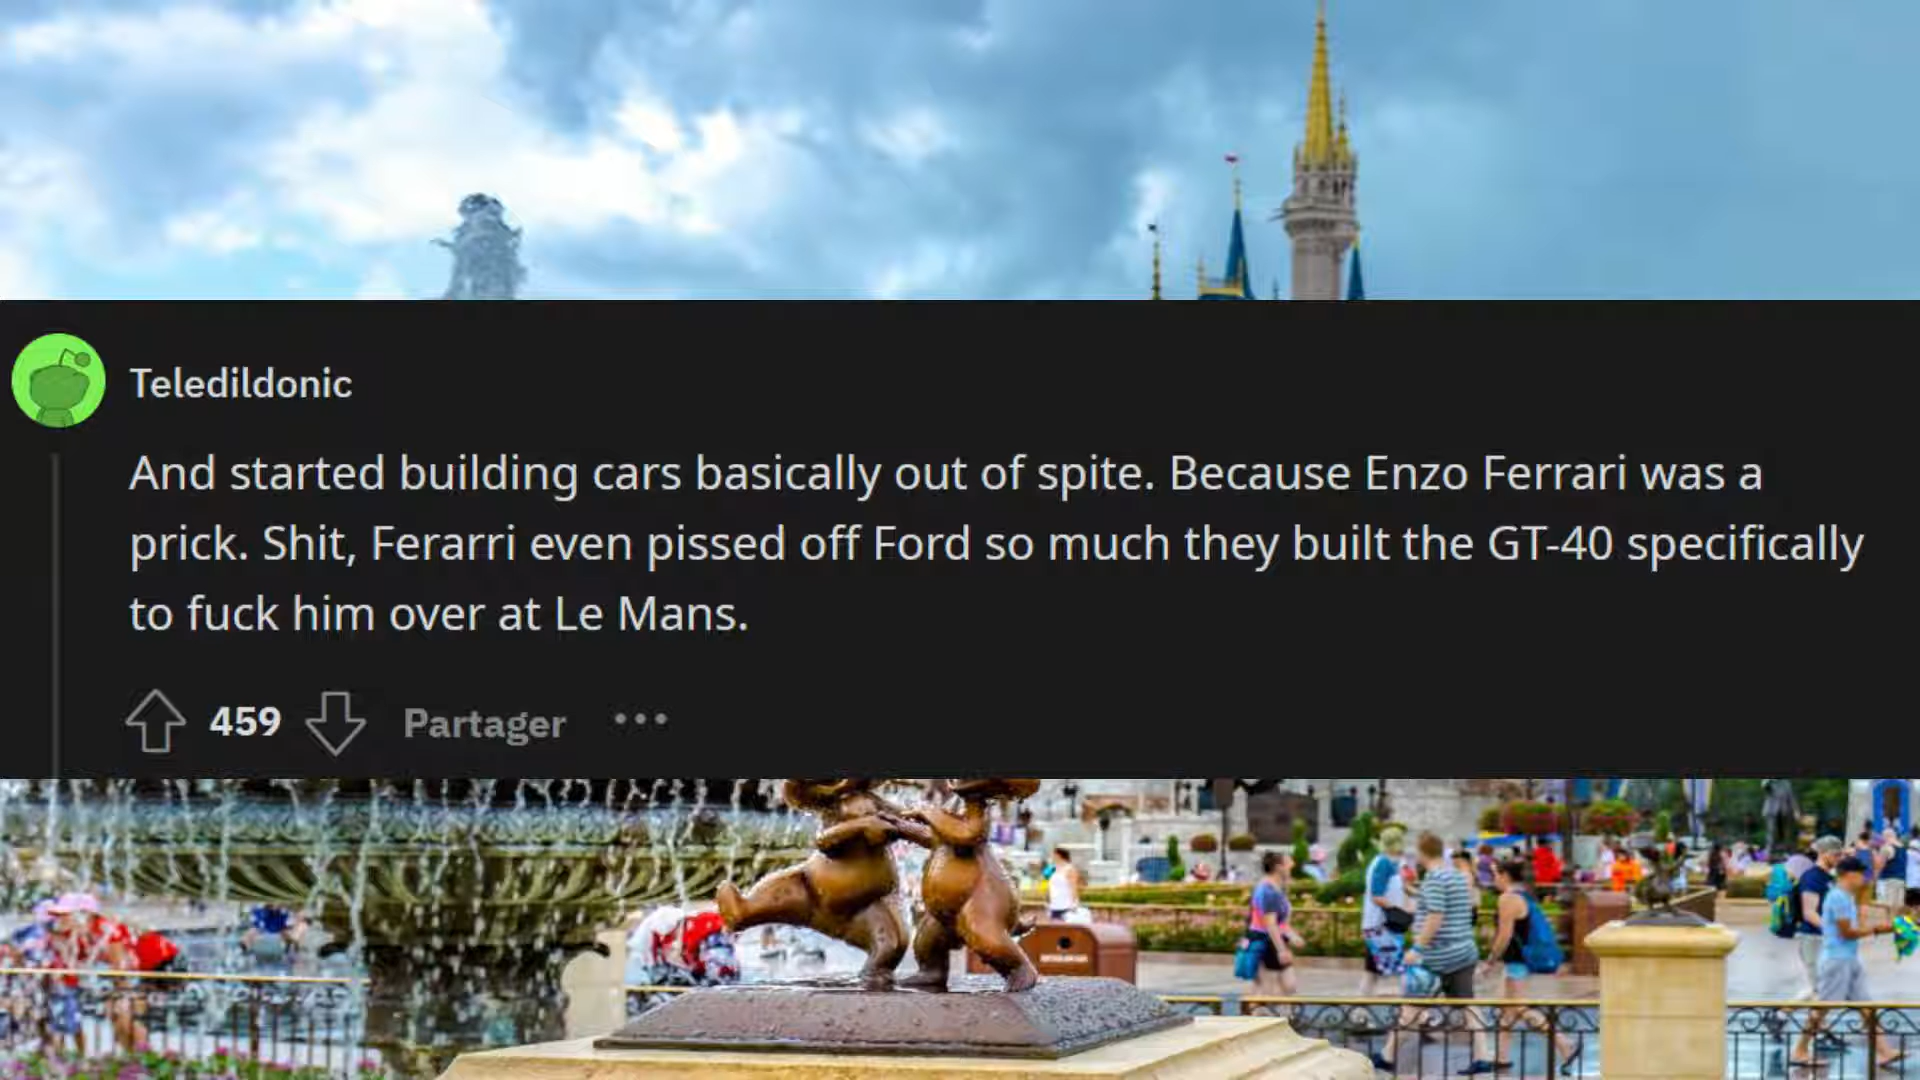 Teledildonic
And started building cars basically out of spite. Because Enzo Ferrari was a
prick. Shit, Ferarri even pissed off Ford so much they built the GT-40 specifically
to fuck him over at Le Mans.
459 Partager ...